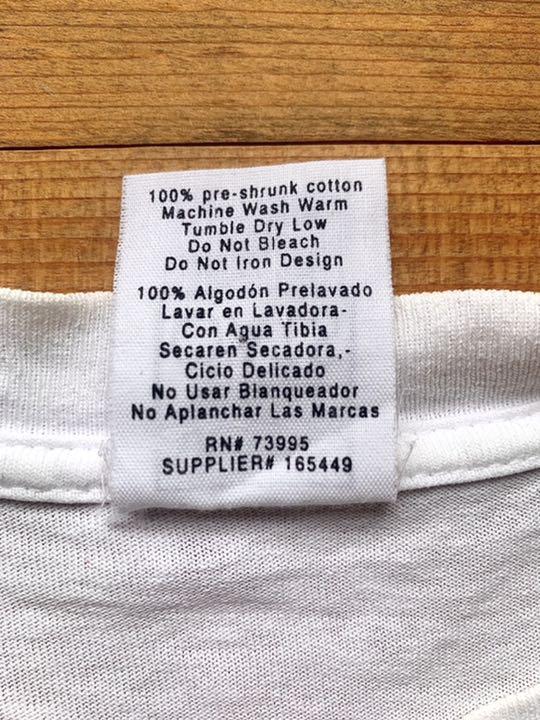 100% pre-shrunk cotton
Machine Wash Warm
Tumble Dry Low
Do Not Bleach
Do Not Iron Design
100% Algodón Prelavado
Lavar en Lavadora-
Con Agua Tibia
Secaren Secadora,-
Cicio Delicado
No Usar Blanqueador
No Aplanchar Las Marcas
RN# 73995
SUPPLIER# 165449